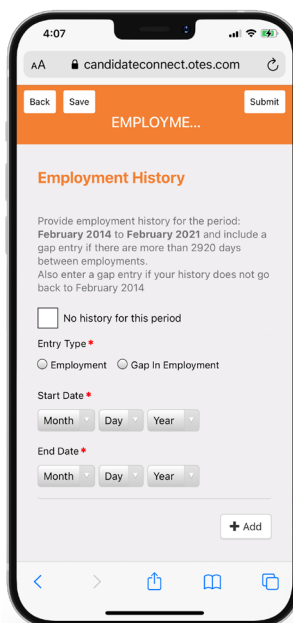 4:07
AA candidateconnect.otes.com
Back Save Submit
EMPLOYME...
Employment History
Provide employment history for the period:
February 2014 to February 2021 and include a
gap entry if there are more than 2920 days
between employments.
Also enter a gap entry if your history does not go
back to February 2014
No history for this period
Entry Type *
Employment Gap In Employment
Start Date *
Month Day Year
End Date *
Month Day Year
+ Add